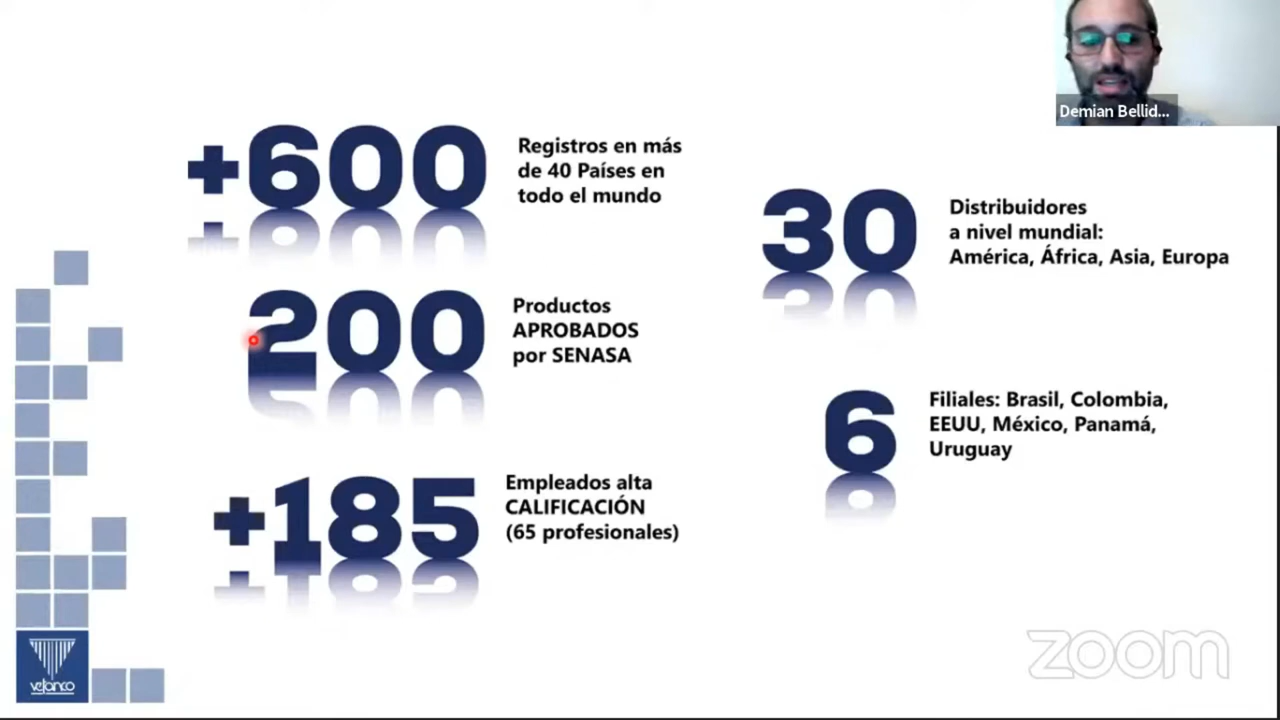 Demian Bellid...
+600
Registros en más
de 40 Países en
todo el mundo
200
Productos
APROBADOS
por SENASA
+185
Empleados alta
CALIFICACIÓN
(65 profesionales)
30
Distribuidores
a nivel mundial:
América, África, Asia, Europa
6
Filiales: Brasil, Colombia,
EEUU, México, Panamá,
Uruguay
vetanco
zoom